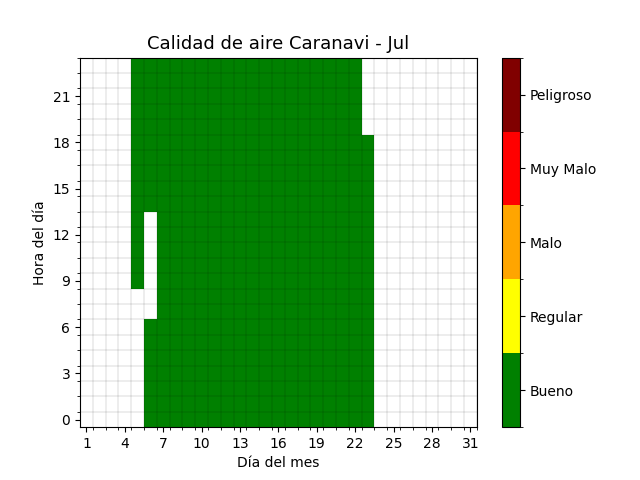 Calidad de aire Caranavi - Jul
Hora del día
21
18
15
12
9
6
3
0
1 4 7 10 13 16 19 22 25 28 31
Día del mes
Peligroso
Muy Malo
Malo
Regular
Bueno